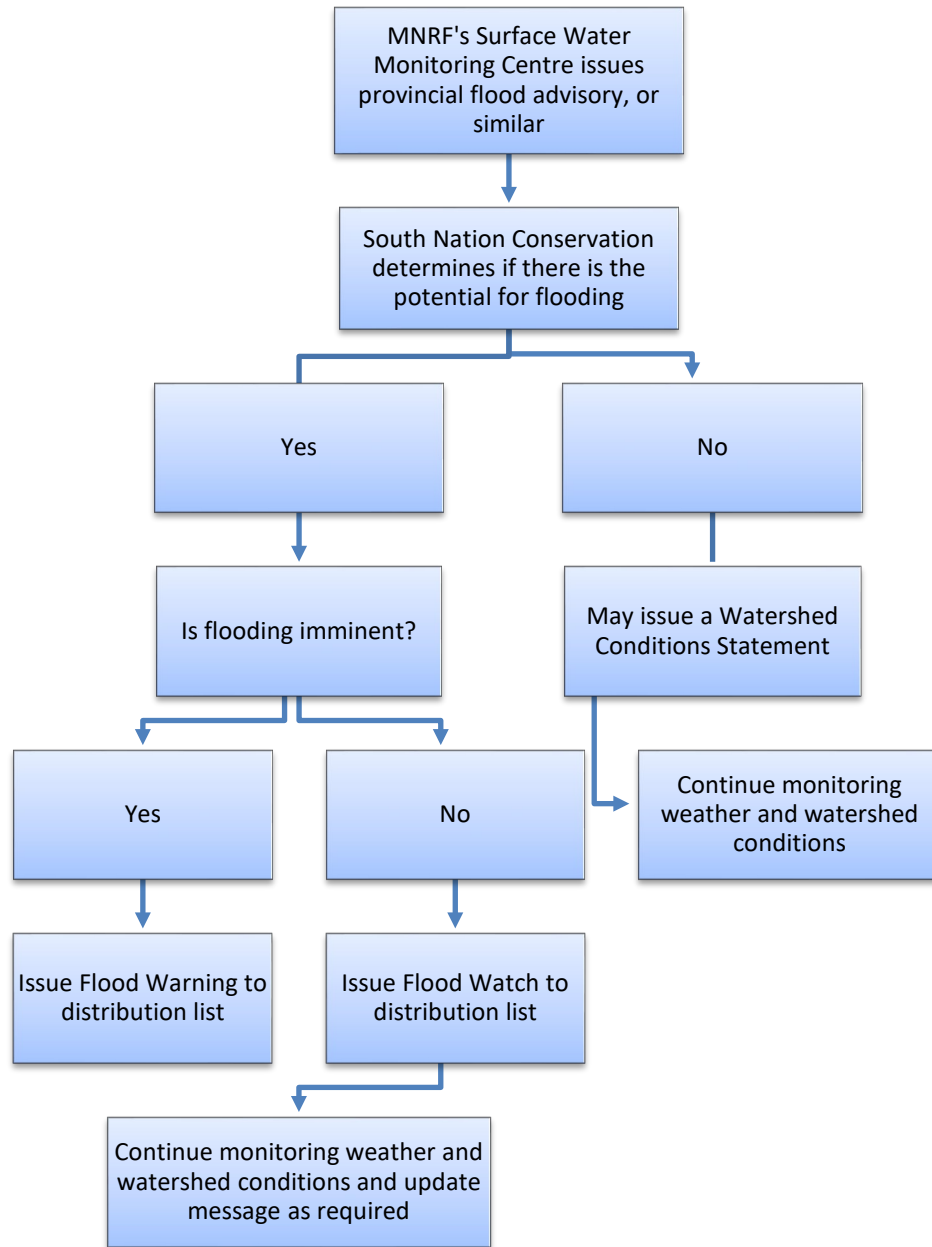 MNRF's Surface Water
Monitoring Centre issues
provincial flood advisory, or
similar
South Nation Conservation
determines if there is the
potential for flooding
Yes
No
Is flooding imminent?
May issue a Watershed
Conditions Statement
Yes
No
Continue monitoring
weather and watershed
conditions
Issue Flood Warning to
distribution list
Issue Flood Watch to
distribution list
Continue monitoring weather and
watershed conditions and update
message as required